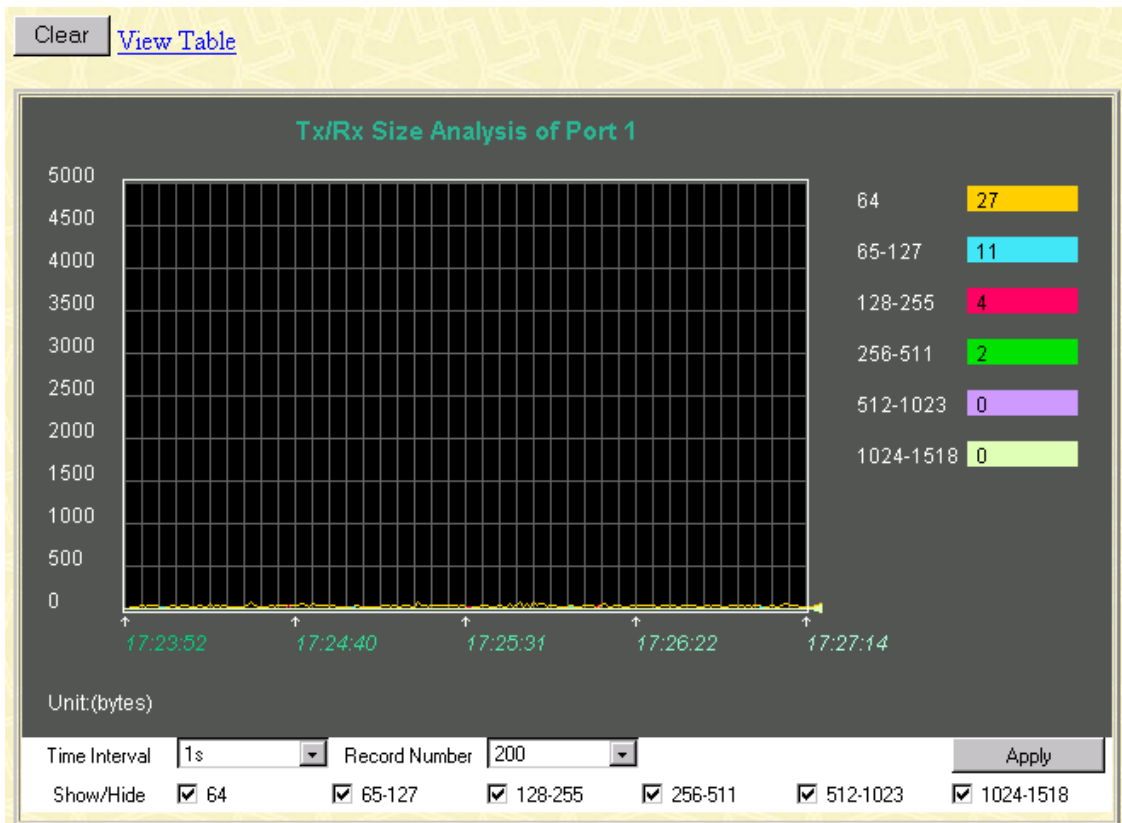 Clear View Table
Tx/Rx Size Analysis of Port 1
5000
4500
4000
3500
3000
2500
2000
1500
1000
500
0
17:23:52 17:24:40 17:25:31 17:26:22 17:27:14
64 27
65-127 11
128-255 4
256-511 2
512-1023 0
1024-1518 0
Unit:(bytes)
Time Interval 1s Record Number 200 Apply
Show/Hide 64 65-127 128-255 256-511 512-1023 1024-1518